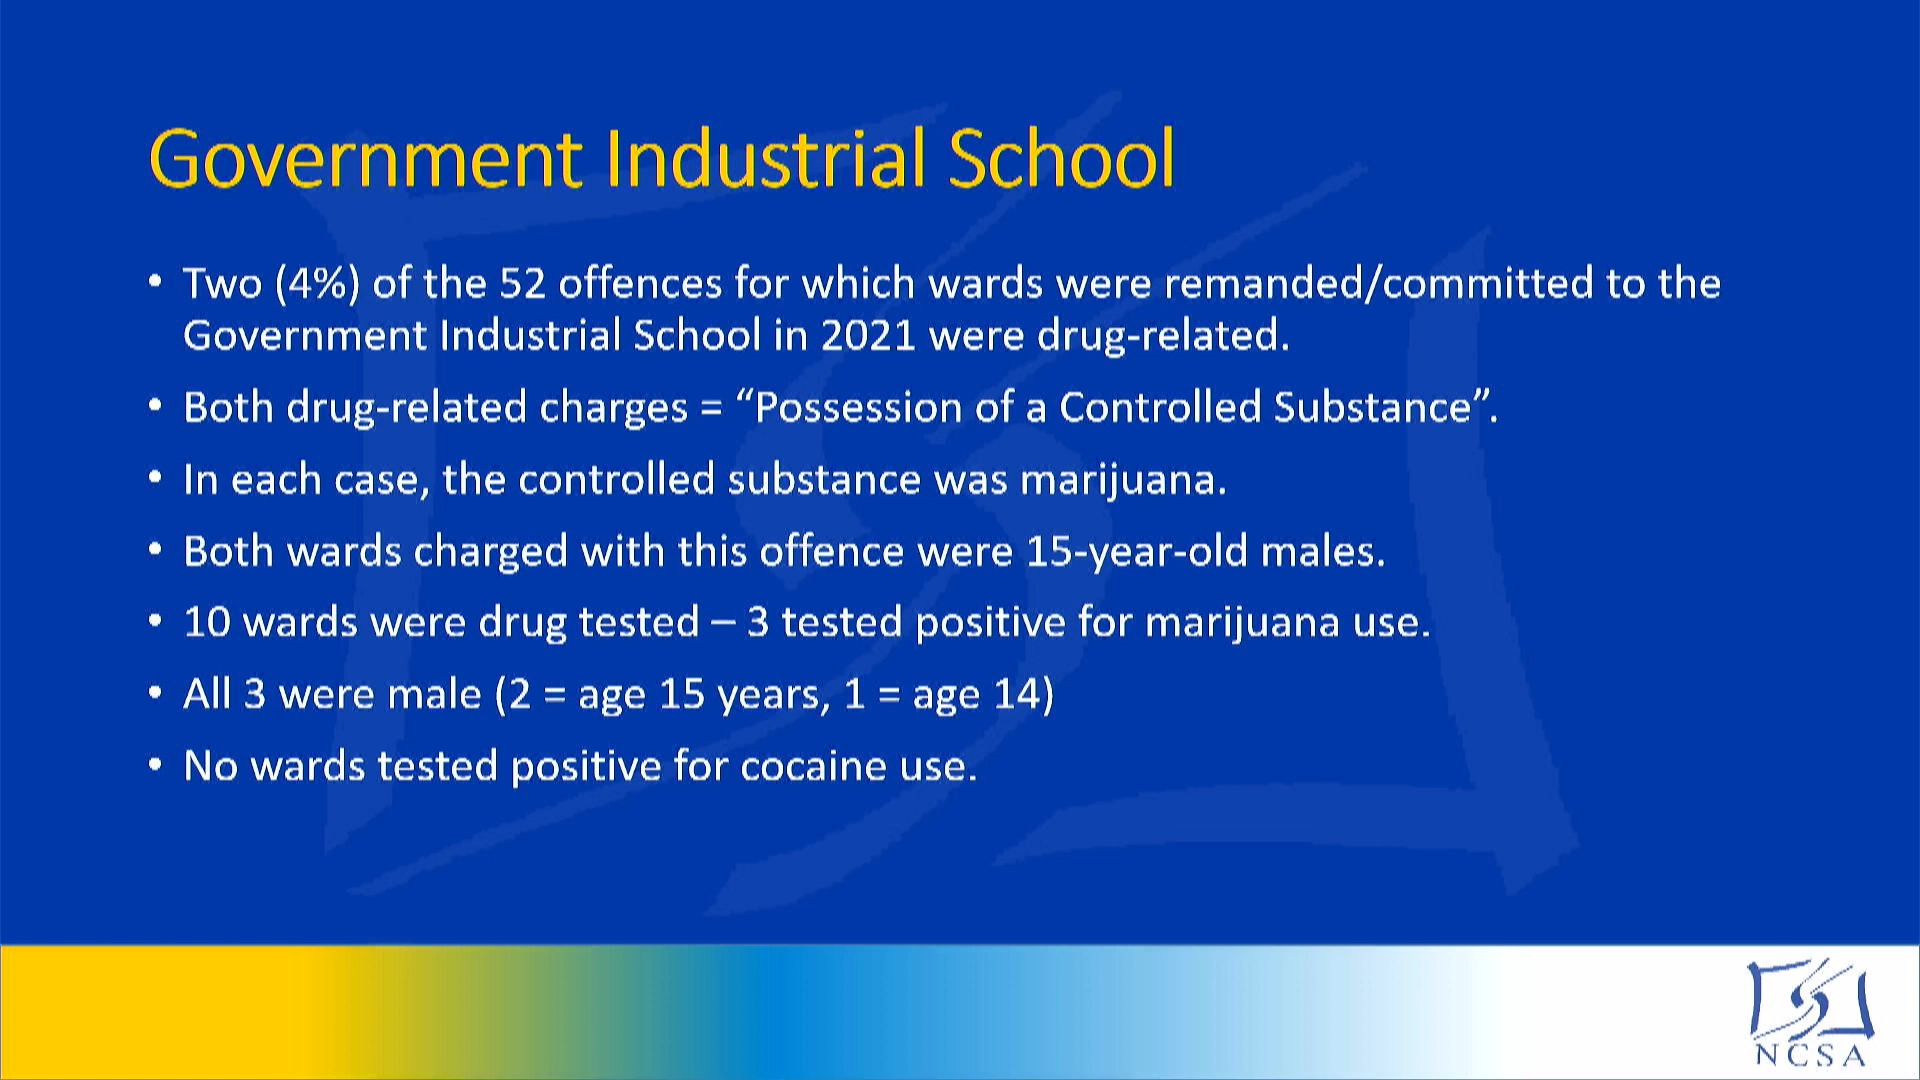 Government Industrial School
• Two (4%) of the 52 offences for which wards were remanded/committed to the
Government Industrial School in 2021 were drug-related.
• Both drug-related charges = “Possession of a Controlled Substance”.
• In each case, the controlled substance was marijuana.
• Both wards charged with this offence were 15-year-old males.
• 10 wards were drug tested – 3 tested positive for marijuana use.
• All 3 were male (2 = age 15 years, 1 = age 14)
• No wards tested positive for cocaine use.
NCSA